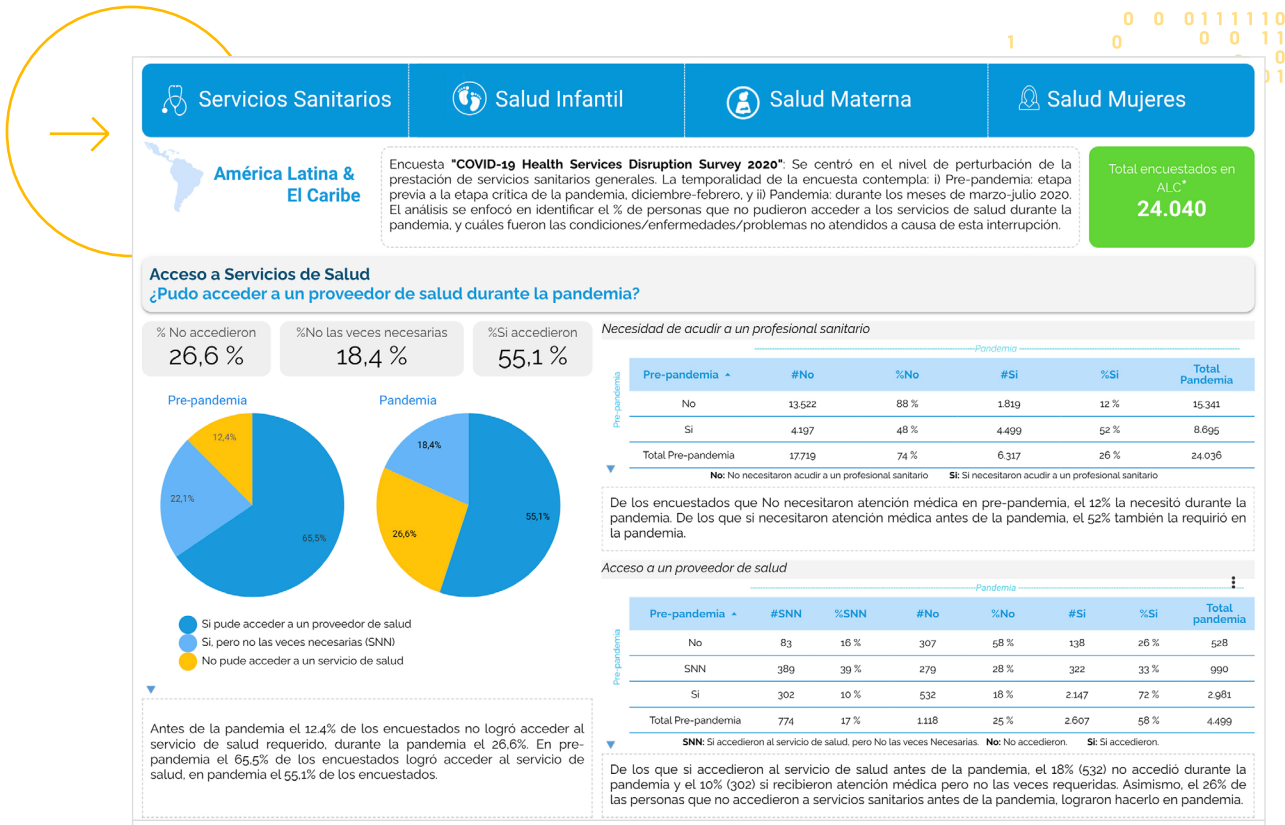 0 0 0111111 0
1 0 0 0 11
0
01
Servicios Sanitarios
Salud Infantil
Salud Materna
Salud Mujeres
América Latina &
El Caribe
Encuesta "COVID-19 Health Services Disruption Survey 2020": Se centró en el nivel de perturbación de la
prestación de servicios sanitarios generales. La temporalidad de la encuesta contempla: i) Pre-pandemia: etapa
previa a la etapa crítica de la pandemia, diciembre-febrero, y ii) Pandemia: durante los meses de marzo-julio 2020.
El análisis se enfocó en identificar el % de personas que no pudieron acceder a los servicios de salud durante la
pandemia, y cuáles fueron las condiciones/enfermedades/problemas no atendidos a causa de esta interrupción.
Total encuestados en
ALC*
24.040
Acceso a Servicios de Salud
¿Pudo acceder a un proveedor de salud durante la pandemia?
% No accedieron
26,6 %
%No las veces necesarias
18,4 %
%Si accedieron
55,1 %
Pre-pandemia
12,4%
22,1%
65,5%
Pandemia
18,4%
26,6%
55,1%
Si pude acceder a un proveedor de salud
Si, pero no las veces necesarias (SNN)
No pude acceder a un servicio de salud
Antes de la pandemia el 12.4% de los encuestados no logró acceder al
servicio de salud requerido, durante la pandemia el 26,6%. En pre-
pandemia el 65,5% de los encuestados logró acceder al servicio de
salud, en pandemia el 55,1% de los encuestados.
Necesidad de acudir a un profesional sanitario
Pandemia
Pre-pandemia
Pre-pandemia #No %No #Si %Si Total Pandemia
No 13.522 88 % 1.819 12 % 15.341
Si 4.197 48 % 4.499 52 % 8.695
Total Pre-pandemia 17.719 74 % 6.317 26 % 24.036
No: No necesitaron acudir a un profesional sanitario Si: Si necesitaron acudir a un profesional sanitario
De los encuestados que No necesitaron atención médica en pre-pandemia, el 12% la necesitó durante la
pandemia. De los que si necesitaron atención médica antes de la pandemia, el 52% también la requirió en
la pandemia.
Acceso a un proveedor de salud
Pandemia
Pre-pandemia
Pre-pandemia #SNN %SNN #No %No #Si %Si Total pandemia
No 83 16 % 307 58 % 138 26 % 528
SNN 389 39 % 279 28 % 322 33 % 990
Si 302 10 % 532 18 % 2.147 72 % 2.981
Total Pre-pandemia 774 17 % 1.118 25 % 2.607 58 % 4.499
SNN: Si accedieron al servicio de salud, pero No las veces Necesarias. No: No accedieron. Si: Si accedieron.
De los que si accedieron al servicio de salud antes de la pandemia, el 18% (532) no accedió durante la
pandemia y el 10% (302) si recibieron atención médica pero no las veces requeridas. Asimismo, el 26% de
las personas que no accedieron a servicios sanitarios antes de la pandemia, lograron hacerlo en pandemia.